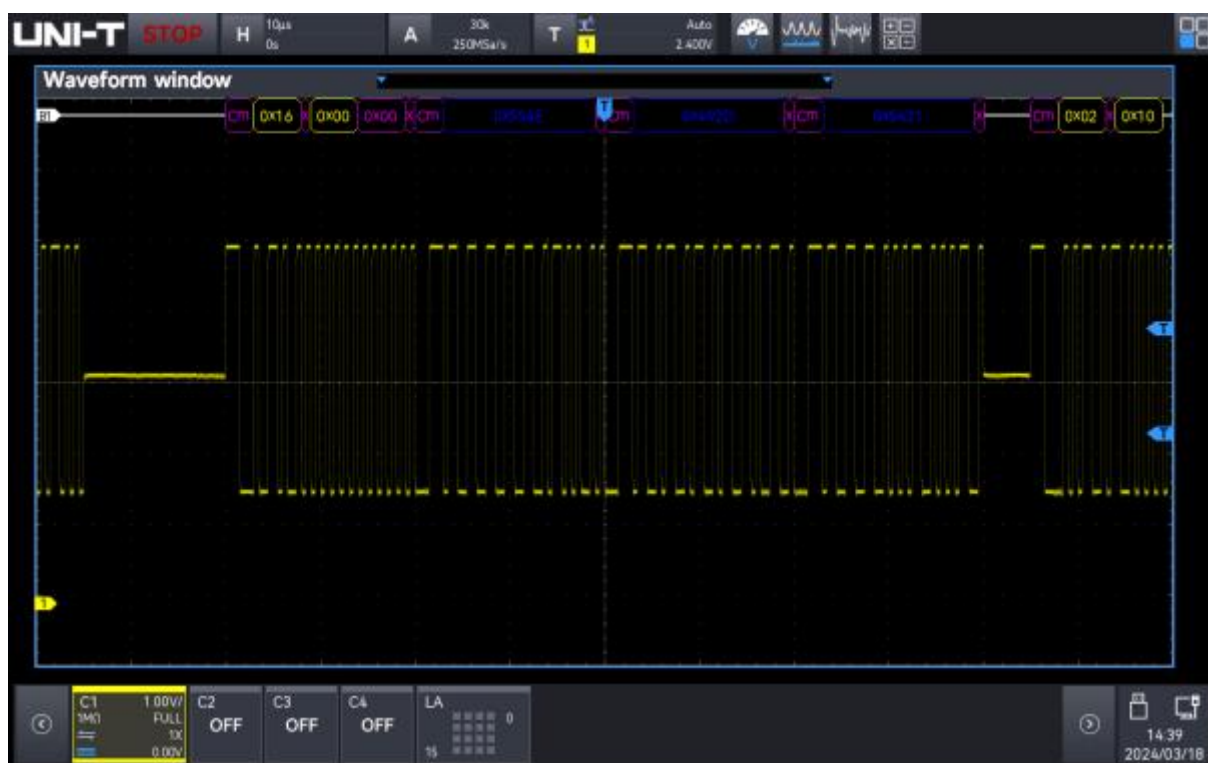 UNI-T STOP H 10µs 0s A 30k 250MSa/s T 1 Auto 2.400V
Waveform window
B1 Cm 0X16 X 0X00 0X00 X Cm Cm X Cm X Cm 0X02 X 0X10
T
T
T
1
C1 1.00V/ 1MΩ FULL 1X 0.00V
C2 OFF
C3 OFF
C4 OFF
LA 0 15
14:39
2024/03/18